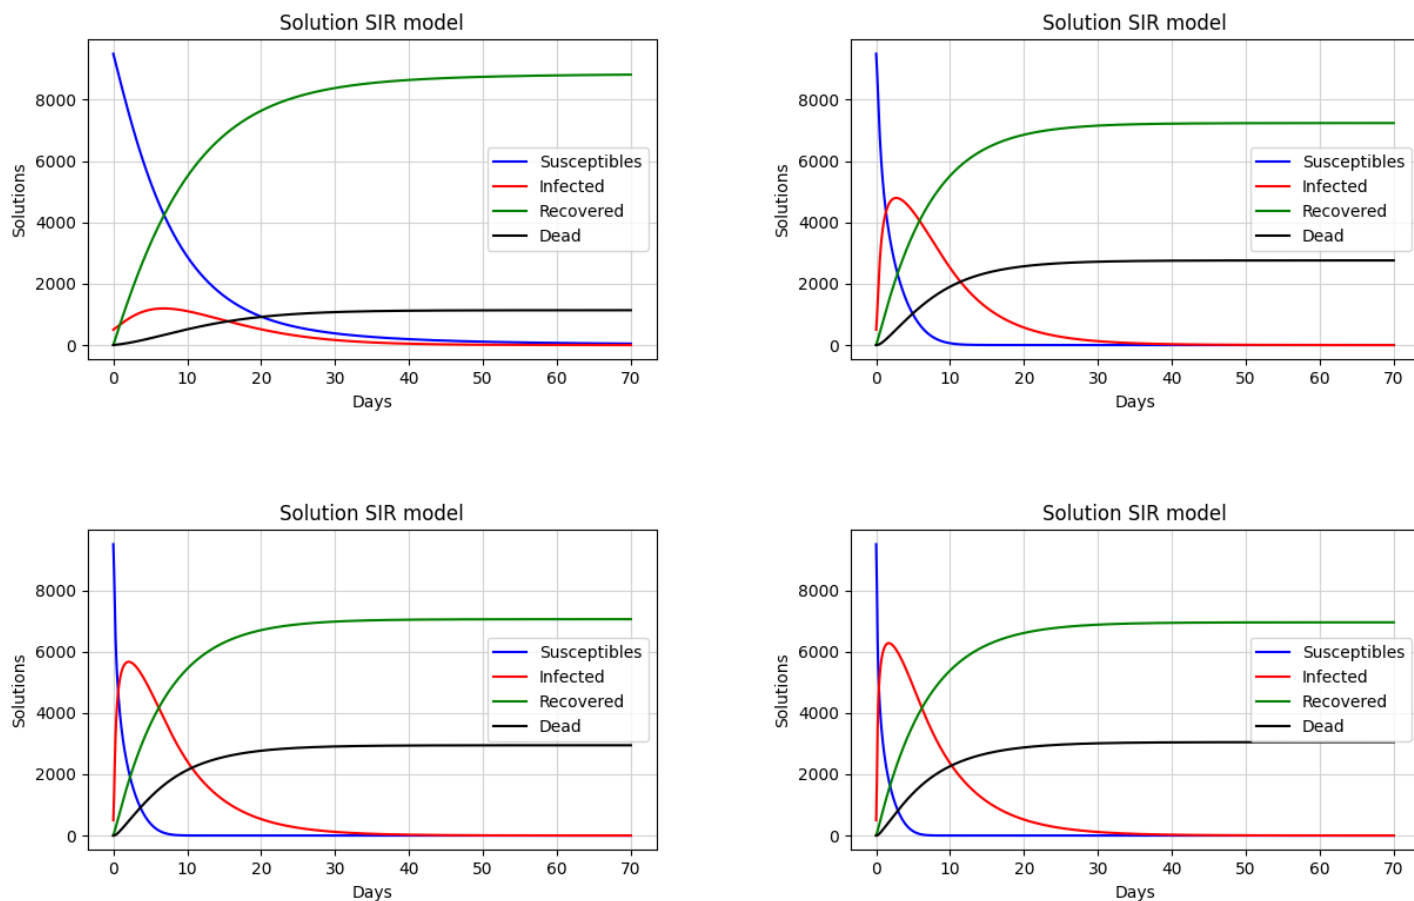 Solution SIR model
Solutions
8000
6000
4000
2000
0
Susceptibles
Infected
Recovered
Dead
0 10 20 30 40 50 60 70
Days
Solution SIR model
Solutions
8000
6000
4000
2000
0
Susceptibles
Infected
Recovered
Dead
0 10 20 30 40 50 60 70
Days
Solution SIR model
Solutions
8000
6000
4000
2000
0
Susceptibles
Infected
Recovered
Dead
0 10 20 30 40 50 60 70
Days
Solution SIR model
Solutions
8000
6000
4000
2000
0
Susceptibles
Infected
Recovered
Dead
0 10 20 30 40 50 60 70
Days